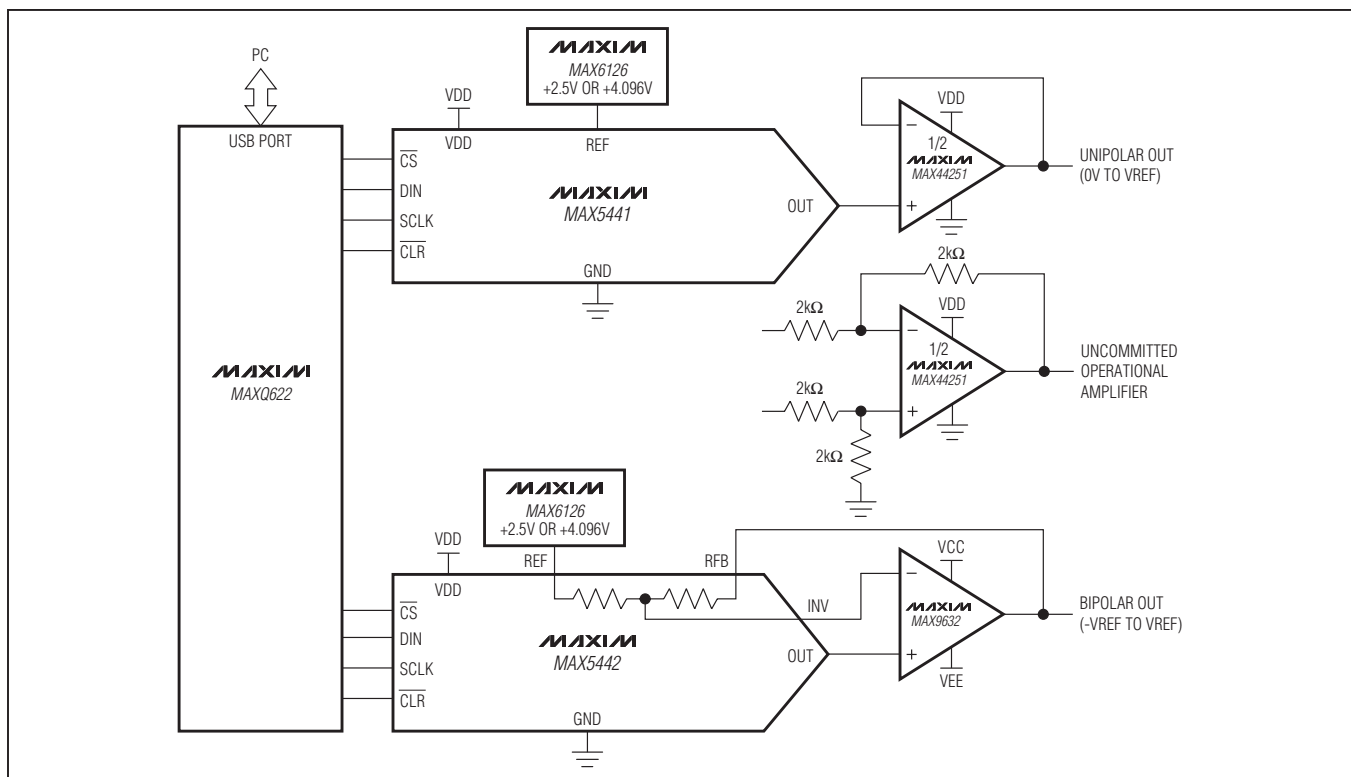 PC
USB PORT
MAXIM
MAXQ622
MAXIM
MAX6126
+2.5V OR +4.096V
VDD
VDD
REF
CS
DIN
SCLK
CLR
MAXIM
MAX5441
OUT
GND
VDD
−
1/2
MAXIM
MAX44251
+
UNIPOLAR OUT
(0V TO VREF)
2kΩ
2kΩ
VDD
−
1/2
MAXIM
MAX44251
2kΩ
+
2kΩ
UNCOMMITTED
OPERATIONAL
AMPLIFIER
MAXIM
MAX6126
+2.5V OR +4.096V
VDD
VDD
REF
RFB
CS
DIN
SCLK
CLR
MAXIM
MAX5442
INV
OUT
GND
VCC
−
MAXIM
MAX9632
+
VEE
BIPOLAR OUT
(-VREF TO VREF)